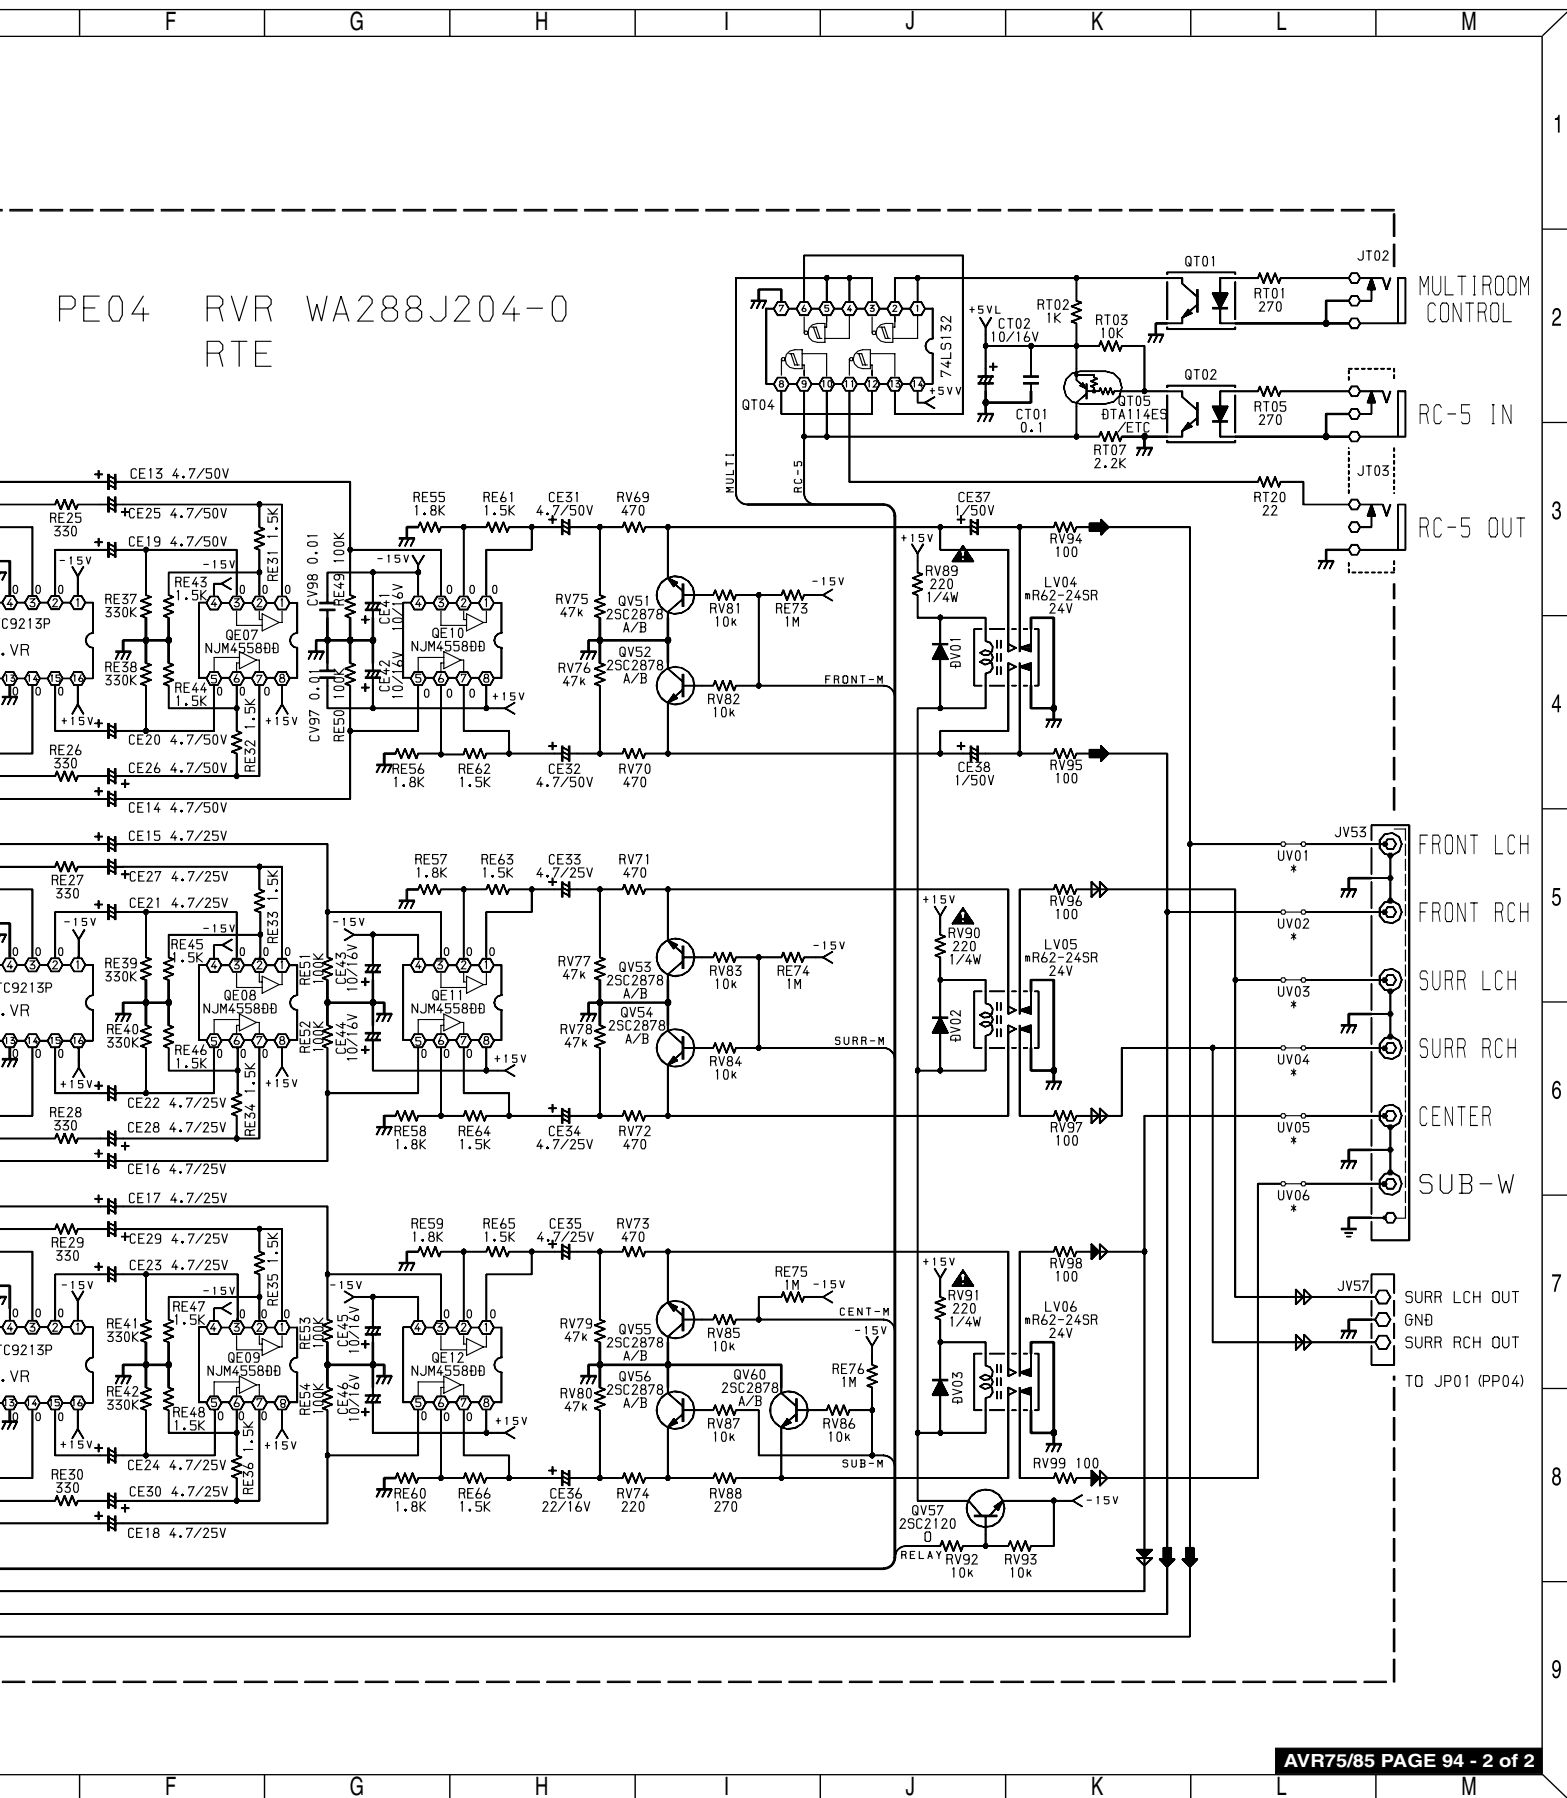 F G H I J K L M
1
PE04 RVR WA288J204-0
RTE
2
QT01
JT02
MULTIROOM
CONTROL
RT01
270
+5VL
CT02
10/16V
RT02
1K
RT03
10K
74LS132
+5VV
QT04
CT01
0.1
QT05
DTA114ES
/ETC
RT07
2.2K
QT02
RT05
270
RC-5 IN
MULTI
RC-5
JT03
RT20
22
RC-5 OUT
3
CE13 4.7/50V
RE25
330
CE25 4.7/50V
CE19 4.7/50V
RE31 1.5K
-15V
-15V
RE43
1.5K
RE37
330K
TC9213P
.VR
QE07
NJM4558DD
RE38
330K
RE44
1.5K
+15V
+15V
CE20 4.7/50V
RE26
330
CE26 4.7/50V
RE32 1.5K
CE14 4.7/50V
CV98 0.01
RE49 100K
CE41
10/16V
-15V
CV97 0.01
RE50 100K
CE42
10/16V
QE10
NJM4558DD
+15V
RE55
1.8K
RE61
1.5K
CE31
4.7/50V
RV69
470
RV75
47k
QV51
2SC2878
A/B
RV81
10k
RE73
1M
-15V
RV76
47k
QV52
2SC2878
A/B
RV82
10k
FRONT-M
RE56
1.8K
RE62
1.5K
CE32
4.7/50V
RV70
470
CE37
1/50V
RV94
100
+15V
RV89
220
1/4W
LV04
mR62-24SR
24V
DV01
CE38
1/50V
RV95
100
4
CE15 4.7/25V
RE27
330
CE27 4.7/25V
CE21 4.7/25V
RE33 1.5K
-15V
-15V
RE45
1.5K
RE39
330K
TC9213P
.VR
QE08
NJM4558DD
RE40
330K
RE46
1.5K
+15V
+15V
CE22 4.7/25V
RE28
330
CE28 4.7/25V
RE34 1.5K
CE16 4.7/25V
RE51
100K
CE43
10/16V
-15V
RE52
100K
CE44
10/16V
QE11
NJM4558DD
+15V
RE57
1.8K
RE63
1.5K
CE33
4.7/25V
RV71
470
RV77
47k
QV53
2SC2878
A/B
RV83
10k
RE74
1M
-15V
RV78
47k
QV54
2SC2878
A/B
RV84
10k
SURR-M
RE58
1.8K
RE64
1.5K
CE34
4.7/25V
RV72
470
+15V
RV90
220
1/4W
LV05
mR62-24SR
24V
DV02
RV96
100
RV97
100
JV53
UV01
*
FRONT LCH
5
UV02
*
FRONT RCH
UV03
*
SURR LCH
UV04
*
SURR RCH
6
UV05
*
CENTER
UV06
*
SUB-W
CE17 4.7/25V
RE29
330
CE29 4.7/25V
CE23 4.7/25V
RE35 1.5K
-15V
-15V
RE47
1.5K
RE41
330K
TC9213P
.VR
QE09
NJM4558DD
RE42
330K
RE48
1.5K
+15V
+15V
CE24 4.7/25V
RE30
330
CE30 4.7/25V
RE36 1.5K
CE18 4.7/25V
RE53
100K
CE45
10/16V
-15V
RE54
100K
CE46
10/16V
QE12
NJM4558DD
+15V
RE59
1.8K
RE65
1.5K
CE35
4.7/25V
RV73
470
RV79
47k
QV55
2SC2878
A/B
RV85
10k
RE75
1M
-15V
CENT-M
-15V
RE76
1M
RV80
47k
QV56
2SC2878
A/B
RV87
10k
QV60
2SC2878
A/B
RV86
10k
SUB-M
RE60
1.8K
RE66
1.5K
CE36
22/16V
RV74
220
RV88
270
+15V
RV91
220
1/4W
LV06
mR62-24SR
24V
DV03
RV98
100
RV99 100
QV57
2SC2120
O
-15V
RELAY
RV92
10k
RV93
10k
7
JV57
SURR LCH OUT
GND
SURR RCH OUT
TO JP01 (PP04)
8
9
AVR75/85 PAGE 94 - 2 of 2
F G H I J K L M